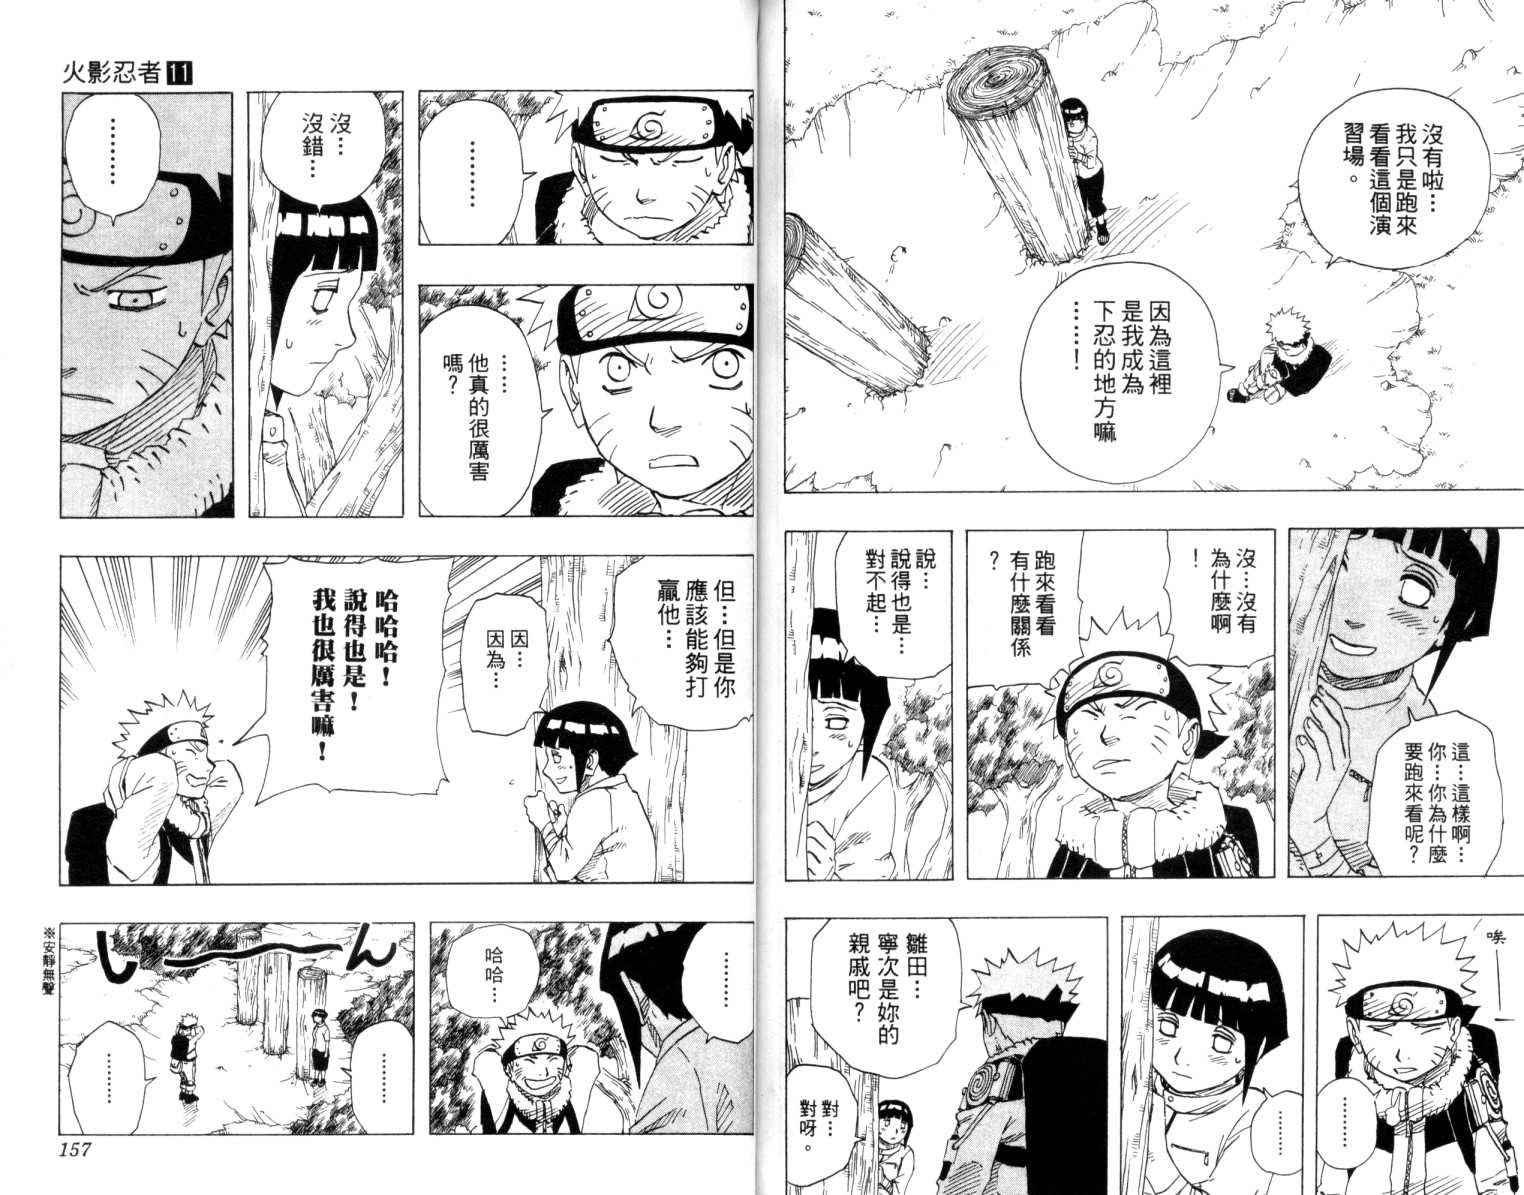 沒有啦…
我只是跑來
看看這個演
習場。
因為這裡
是我成為
下忍的地方嘛
……！
這…這樣啊…
你…你為什麼
要跑來看呢？
沒…沒有
為什麼啊
！
跑來看看
有什麼關係
？
說…
說得也是…
對不起…
唉
………
………
雛田…
寧次是妳的
親戚吧？
對…
對呀。
火影忍者11
………
……
他真的很厲害
嗎？
沒…
沒錯…
………
但…但是你
應該能夠打
贏他…
因…
因為…
哈哈哈！
說得也是！
我也很厲害嘛！
………
哈
哈…
しーん
………
………
※安靜無聲
157